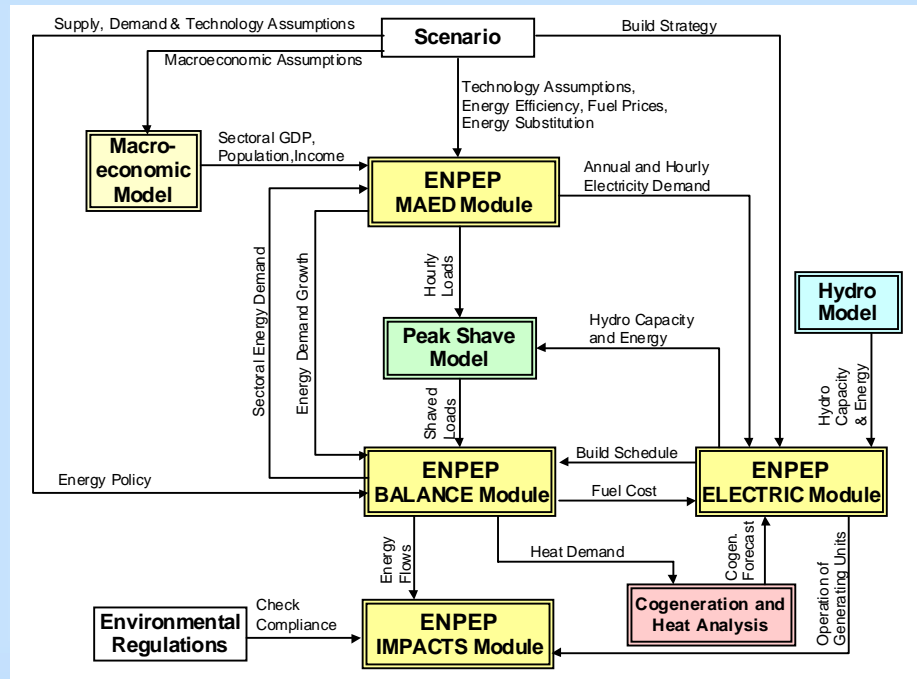 Supply, Demand & Technology Assumptions
Scenario
Build Strategy
Macroeconomic Assumptions
Technology Assumptions,
Energy Efficiency, Fuel Prices,
Energy Substitution
Macro-
economic
Model
Sectoral GDP,
Population,Income
ENPEP
MAED Module
Annual and Hourly
Electricity Demand
Sectoral Energy Demand
Energy Demand Growth
Hourly
Loads
Hydro
Model
Peak Shave
Model
Hydro Capacity
and Energy
Hydro
Capacity
& Energy
Shaved
Loads
Energy Policy
ENPEP
BALANCE Module
Build Schedule
Fuel Cost
ENPEP
ELECTRIC Module
Energy
Flows
Heat Demand
Cogen.
Forecast
Operation of
Generating Units
Cogeneration and
Heat Analysis
Environmental
Regulations
Check
Compliance
ENPEP
IMPACTS Module